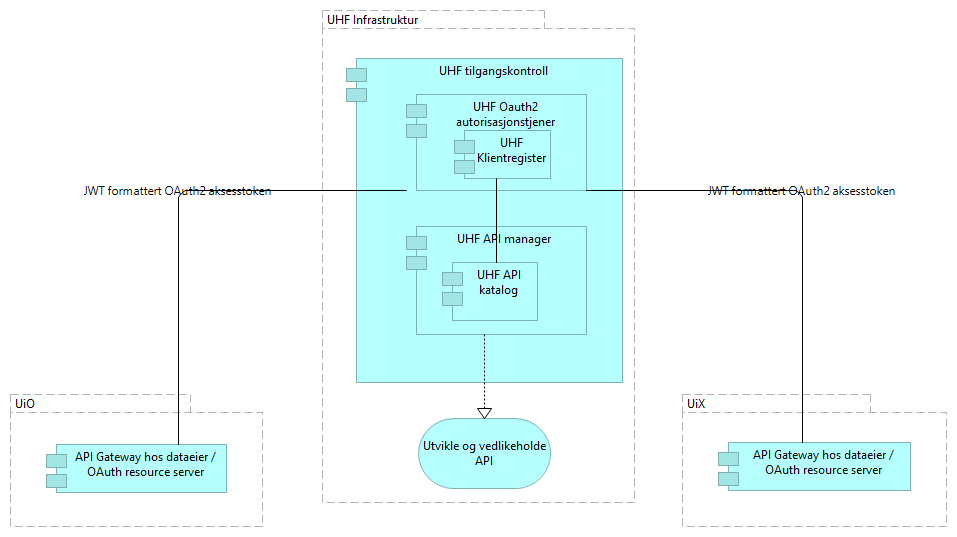 UHF Infrastruktur
UHF tilgangskontroll
UHF Oauth2
autorisasjonstjener
UHF
Klientregister
JWT formattert OAuth2 aksesstoken
JWT formattert OAuth2 aksesstoken
UHF API manager
UHF API
katalog
UiO
API Gateway hos dataeier /
OAuth resource server
Utvikle og vedlikeholde
API
UiX
API Gateway hos dataeier /
OAuth resource server